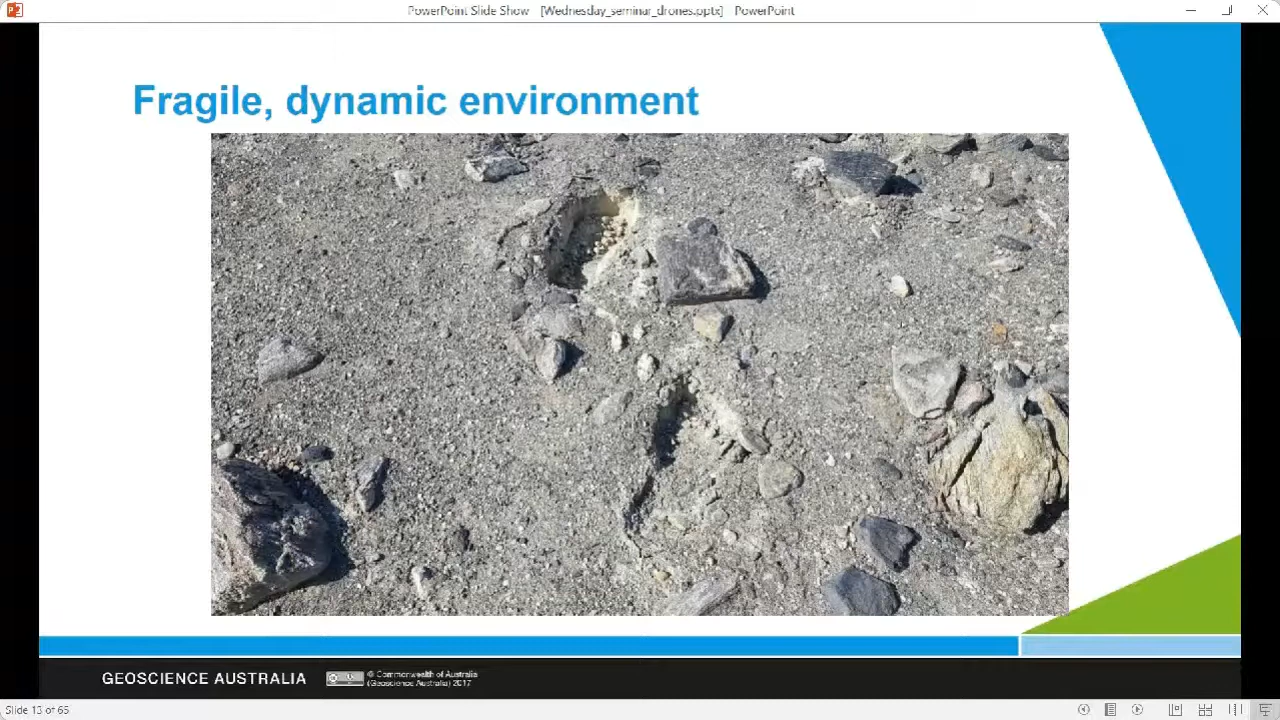 PowerPoint Slide Show - [Wednesday_seminar_drones.pptx] - PowerPoint
Fragile, dynamic environment
GEOSCIENCE AUSTRALIA
© Commonwealth of Australia
(Geoscience Australia) 2017
Slide 13 of 65